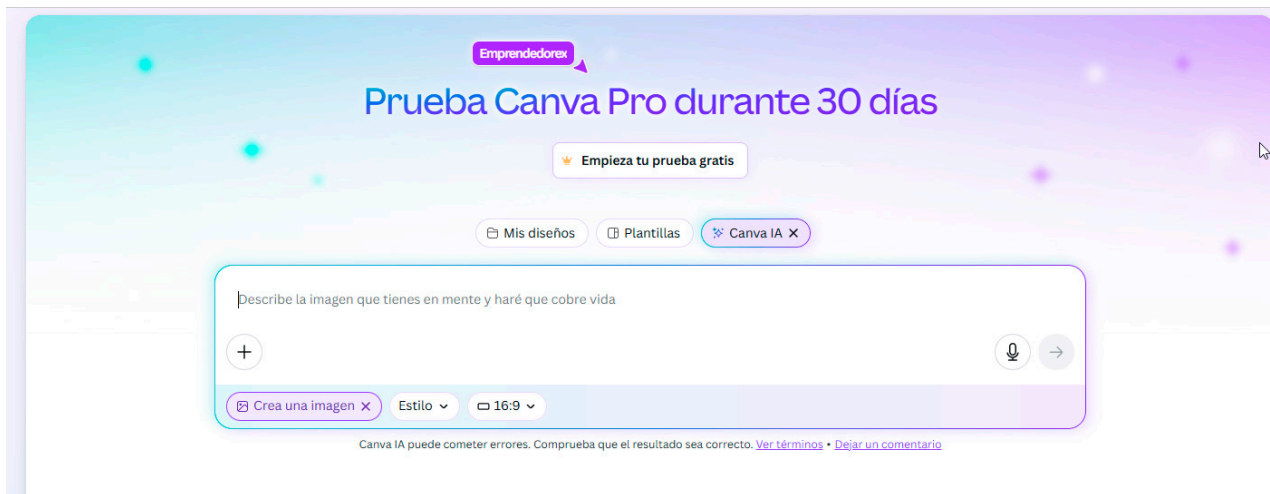 Emprendedorex
Prueba Canva Pro durante 30 días
Empieza tu prueba gratis
Mis diseños Plantillas Canva IA
Describe la imagen que tienes en mente y haré que cobre vida
Crea una imagen Estilo 16:9
Canva IA puede cometer errores. Comprueba que el resultado sea correcto. Ver términos • Dejar un comentario